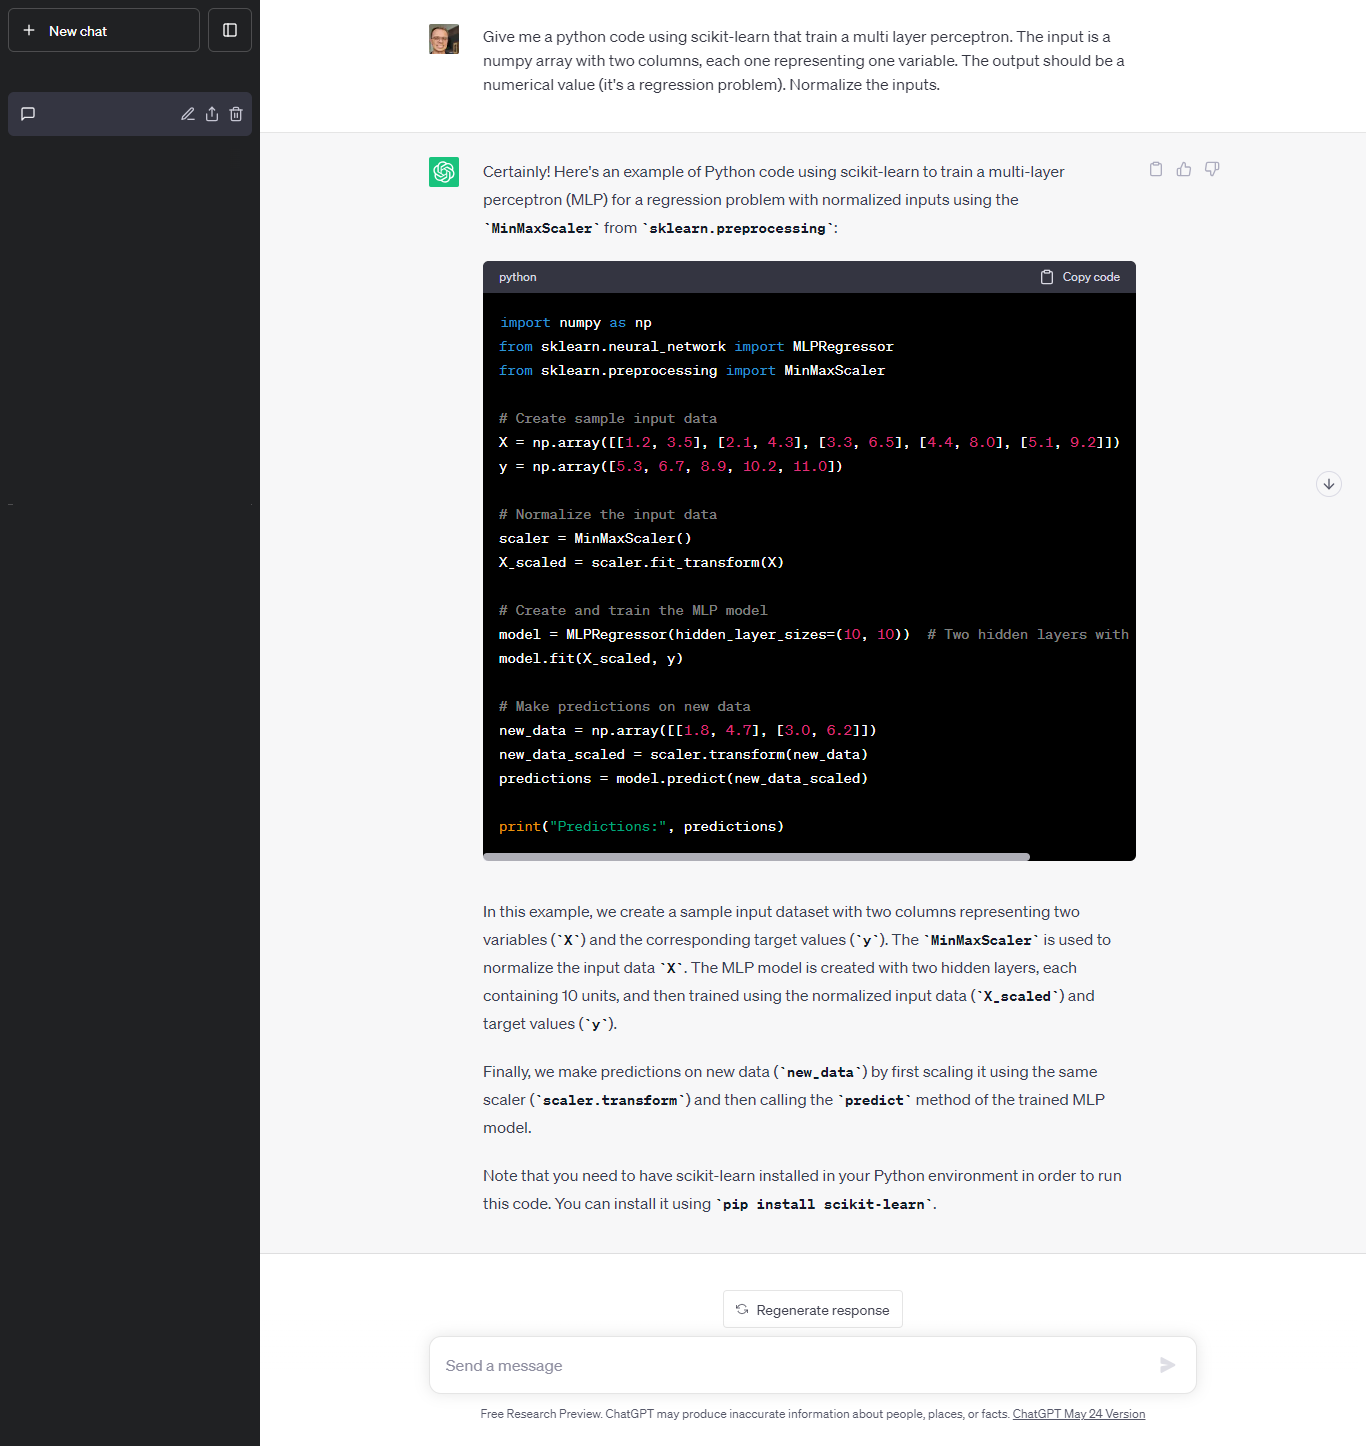 New chat
Give me a python code using scikit-learn that train a multi layer perceptron. The input is a
numpy array with two columns, each one representing one variable. The output should be a
numerical value (it's a regression problem). Normalize the inputs.
Certainly! Here's an example of Python code using scikit-learn to train a multi-layer
perceptron (MLP) for a regression problem with normalized inputs using the
`MinMaxScaler` from `sklearn.preprocessing`:
python Copy code
import numpy as np
from sklearn.neural_network import MLPRegressor
from sklearn.preprocessing import MinMaxScaler
# Create sample input data
X = np.array([[1.2, 3.5], [2.1, 4.3], [3.3, 6.5], [4.4, 8.0], [5.1, 9.2]])
y = np.array([5.3, 6.7, 8.9, 10.2, 11.0])
# Normalize the input data
scaler = MinMaxScaler()
X_scaled = scaler.fit_transform(X)
# Create and train the MLP model
model = MLPRegressor(hidden_layer_sizes=(10, 10))  # Two hidden layers with
model.fit(X_scaled, y)
# Make predictions on new data
new_data = np.array([[1.8, 4.7], [3.0, 6.2]])
new_data_scaled = scaler.transform(new_data)
predictions = model.predict(new_data_scaled)
print("Predictions:", predictions)
In this example, we create a sample input dataset with two columns representing two
variables (`X`) and the corresponding target values (`y`). The `MinMaxScaler` is used to
normalize the input data `X`. The MLP model is created with two hidden layers, each
containing 10 units, and then trained using the normalized input data (`X_scaled`) and
target values (`y`).
Finally, we make predictions on new data (`new_data`) by first scaling it using the same
scaler (`scaler.transform`) and then calling the `predict` method of the trained MLP
model.
Note that you need to have scikit-learn installed in your Python environment in order to run
this code. You can install it using `pip install scikit-learn`.
Regenerate response
Send a message
Free Research Preview. ChatGPT may produce inaccurate information about people, places, or facts. ChatGPT May 24 Version